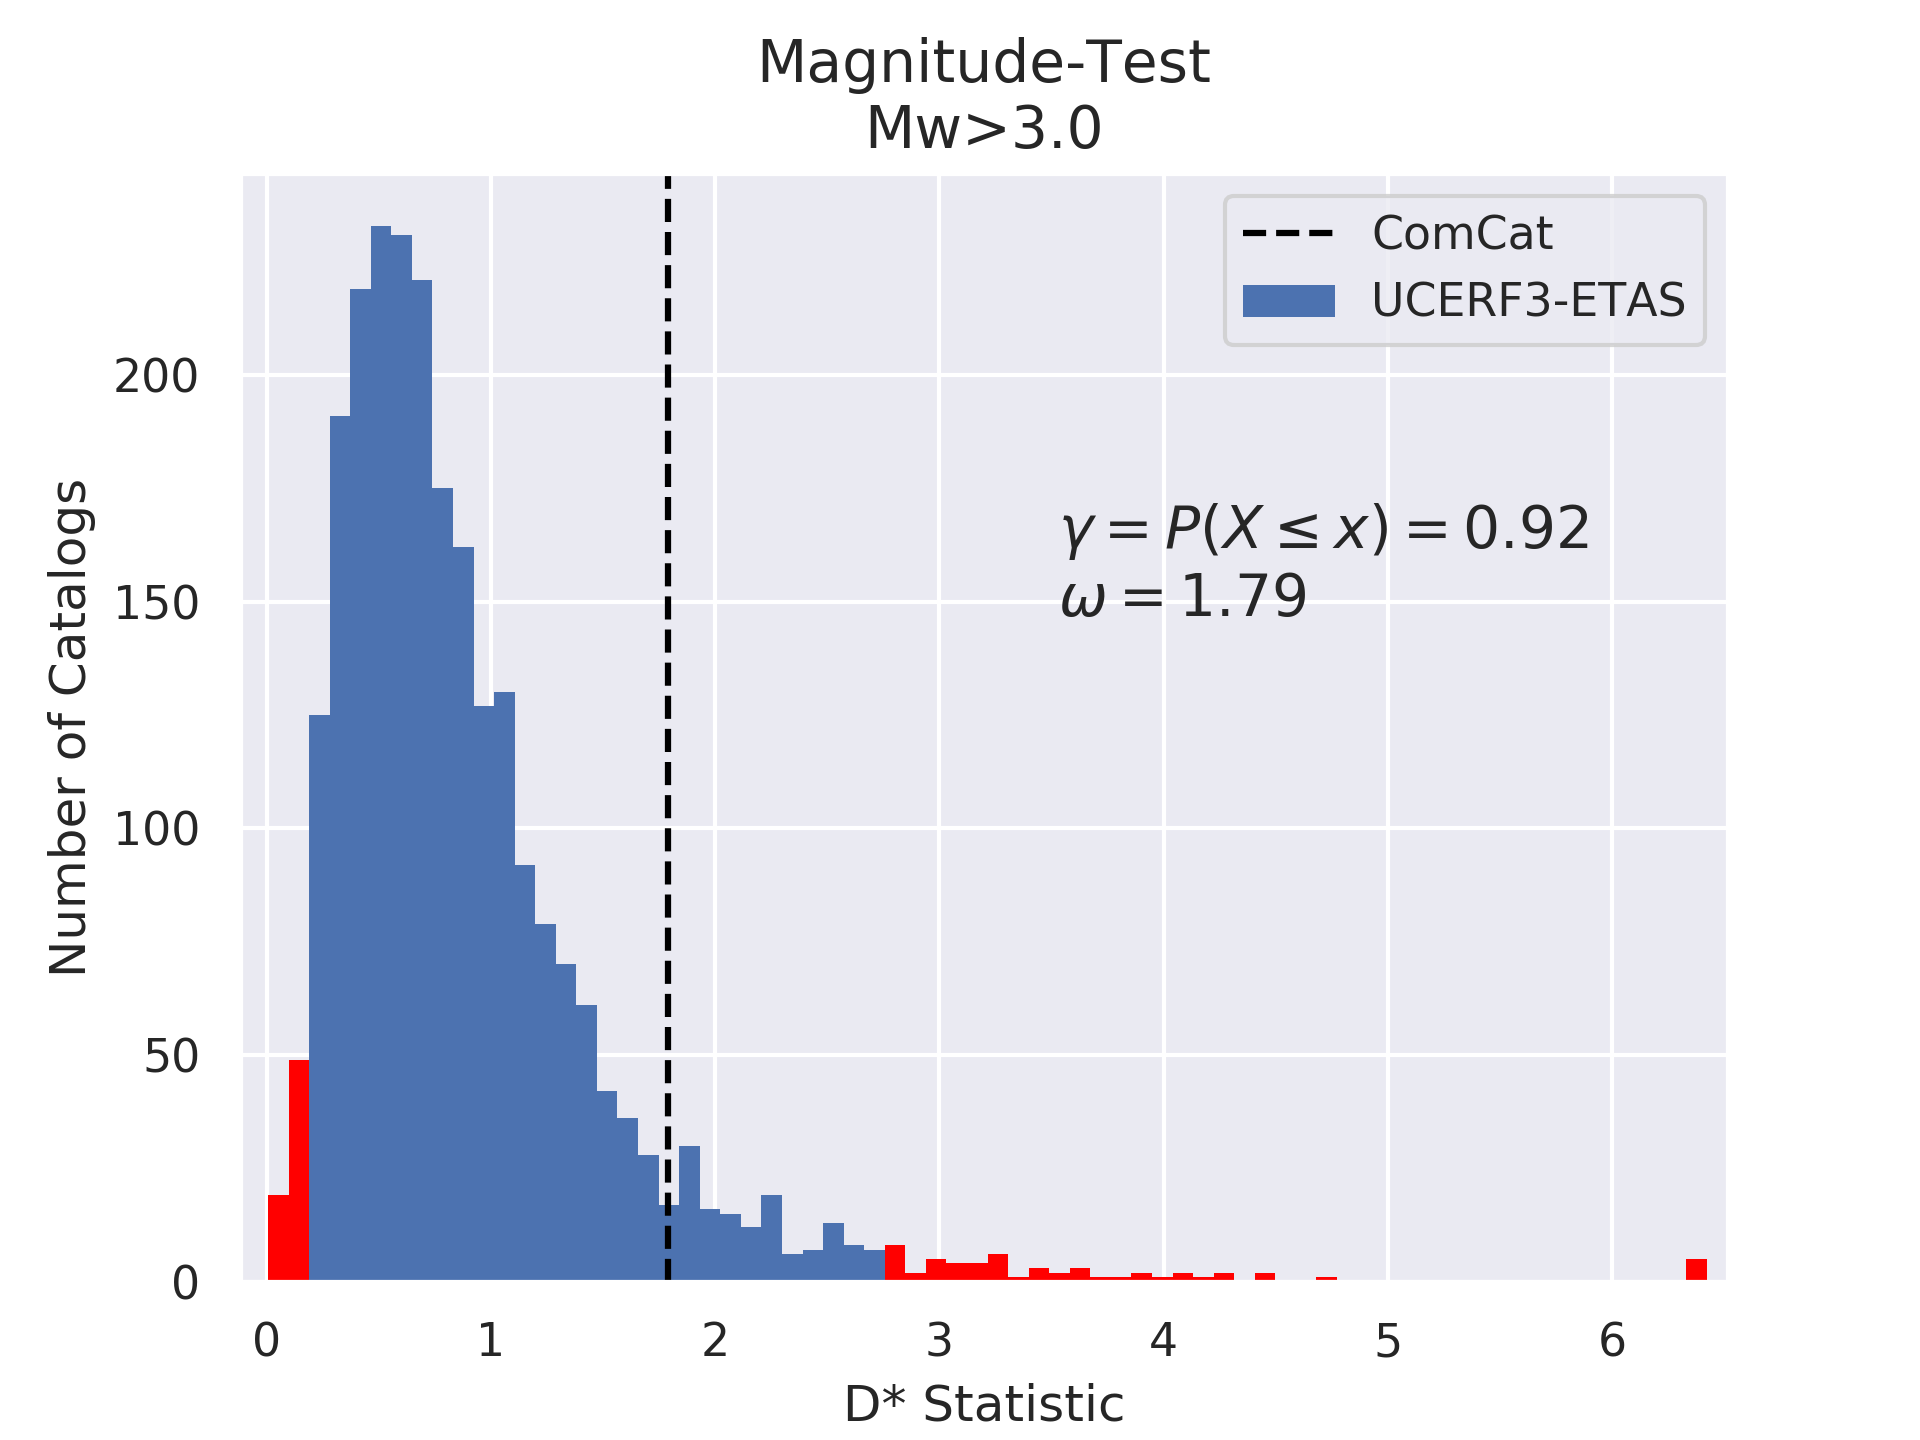 Magnitude-Test
Mw>3.0
ComCat
UCERF3-ETAS
γ = P(X ≤ x) = 0.92
ω = 1.79
Number of Catalogs
200
150
100
50
0
0 1 2 3 4 5 6
D* Statistic